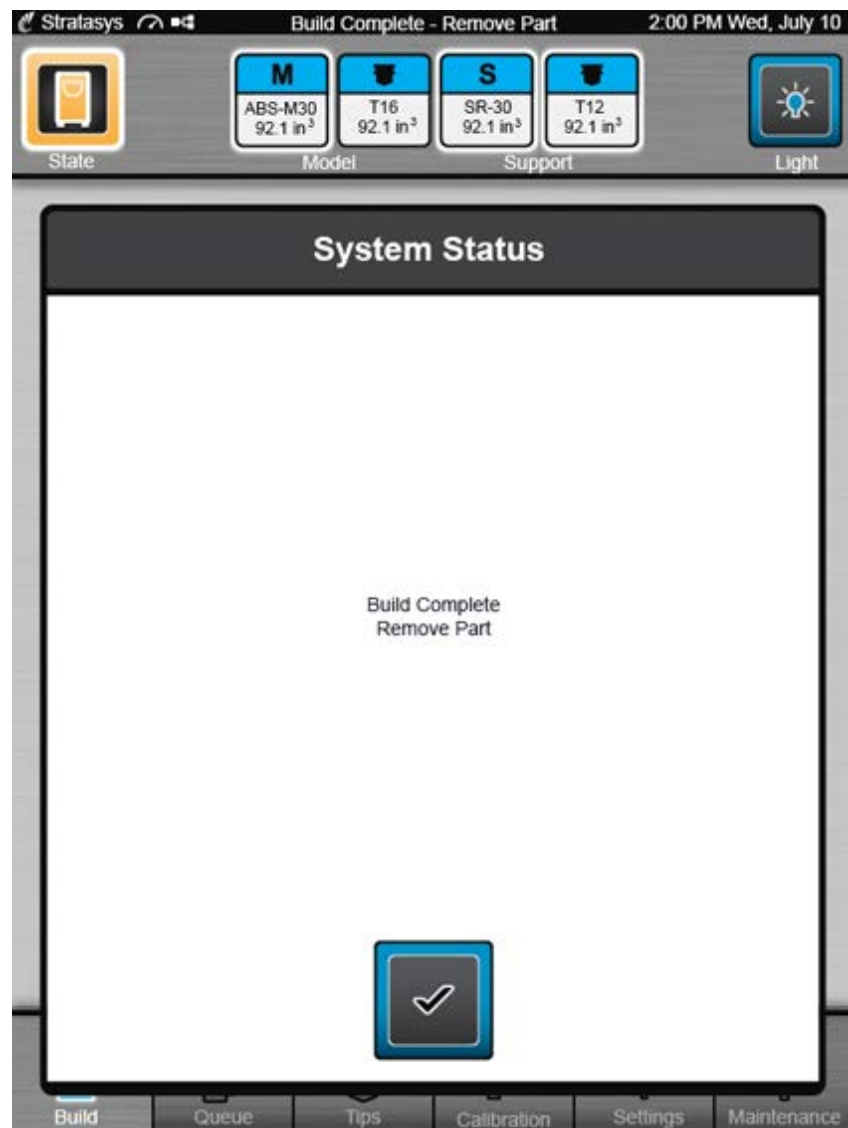 Stratasys Build Complete - Remove Part 2:00 PM Wed, July 10
M S
ABS-M30 T16 SR-30 T12
92.1 in³ 92.1 in³ 92.1 in³ 92.1 in³
State Model Support Light
System Status
Build Complete
Remove Part
Build Queue Tips Calibration Settings Maintenance